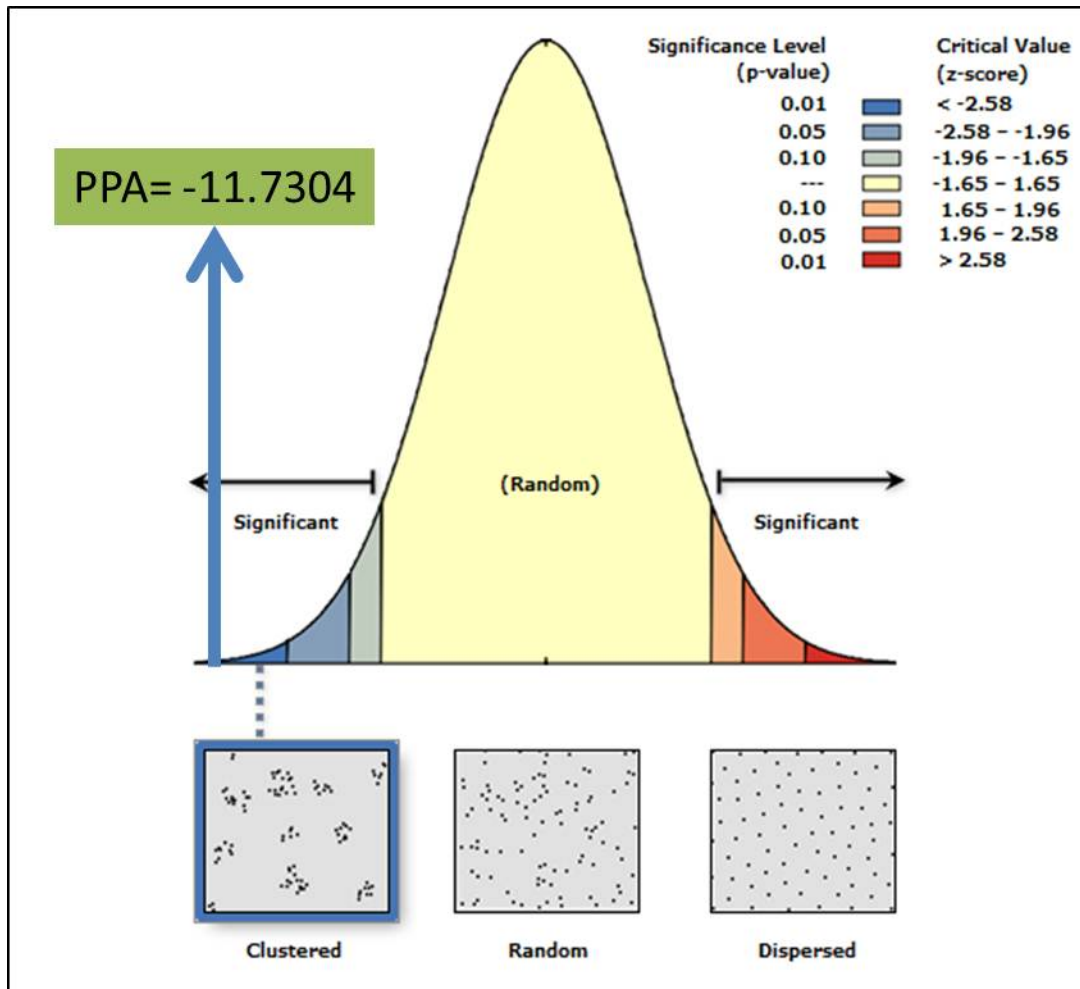 Significance Level (p-value) Critical Value (z-score)
0.01 < -2.58
0.05 -2.58 – -1.96
0.10 -1.96 – -1.65
--- -1.65 – 1.65
0.10 1.65 – 1.96
0.05 1.96 – 2.58
0.01 > 2.58
PPA= -11.7304
(Random)
Significant
Significant
Clustered
Random
Dispersed